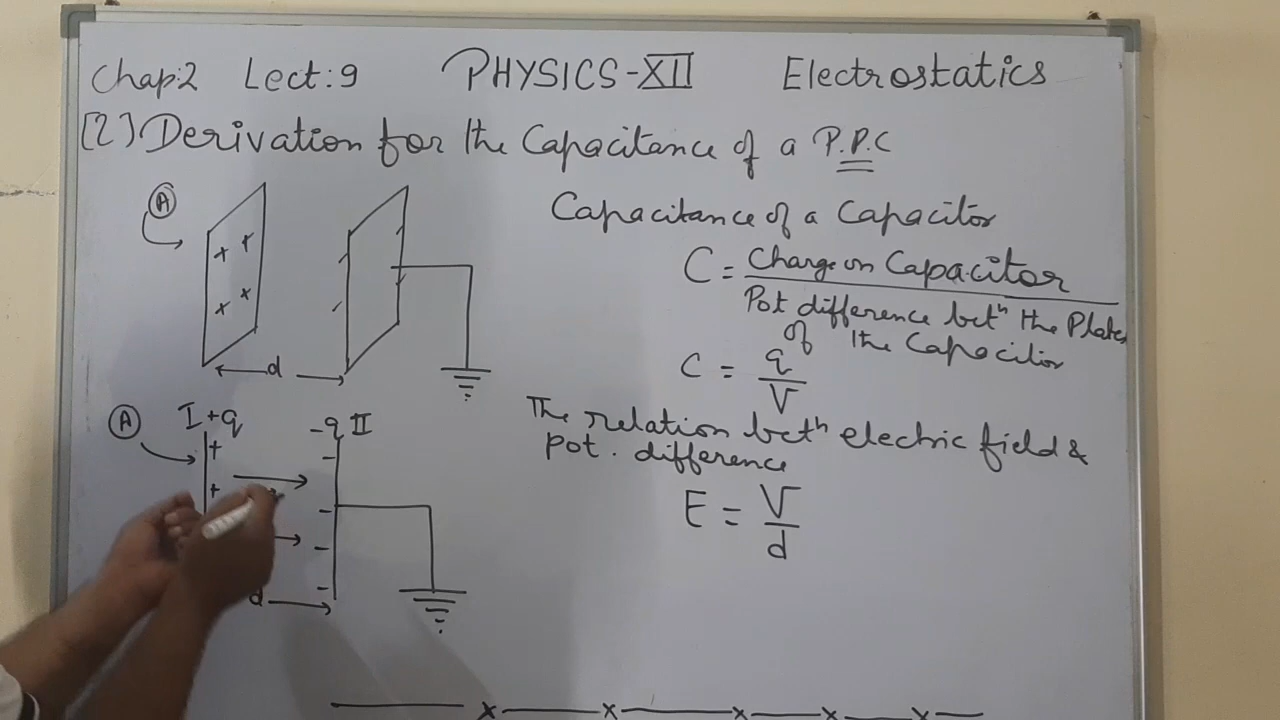 Chap:2 Lect:9 PHYSICS-XII Electrostatics
(2) Derivation for the Capacitance of a P.P.C
A
+ +
+ +
d
Capacitance of a Capacitor
C = Charge on Capacitor
Pot difference betⁿ the Plates
of the Capacitor
C = q
V
The relation betⁿ electric field &
Pot. difference
E = V
d
A I +q -q II
+ -
+ -
-
-
d